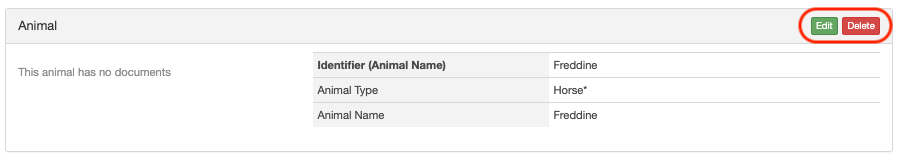 Animal
Edit Delete
This animal has no documents
Identifier (Animal Name) Freddine
Animal Type Horse*
Animal Name Freddine